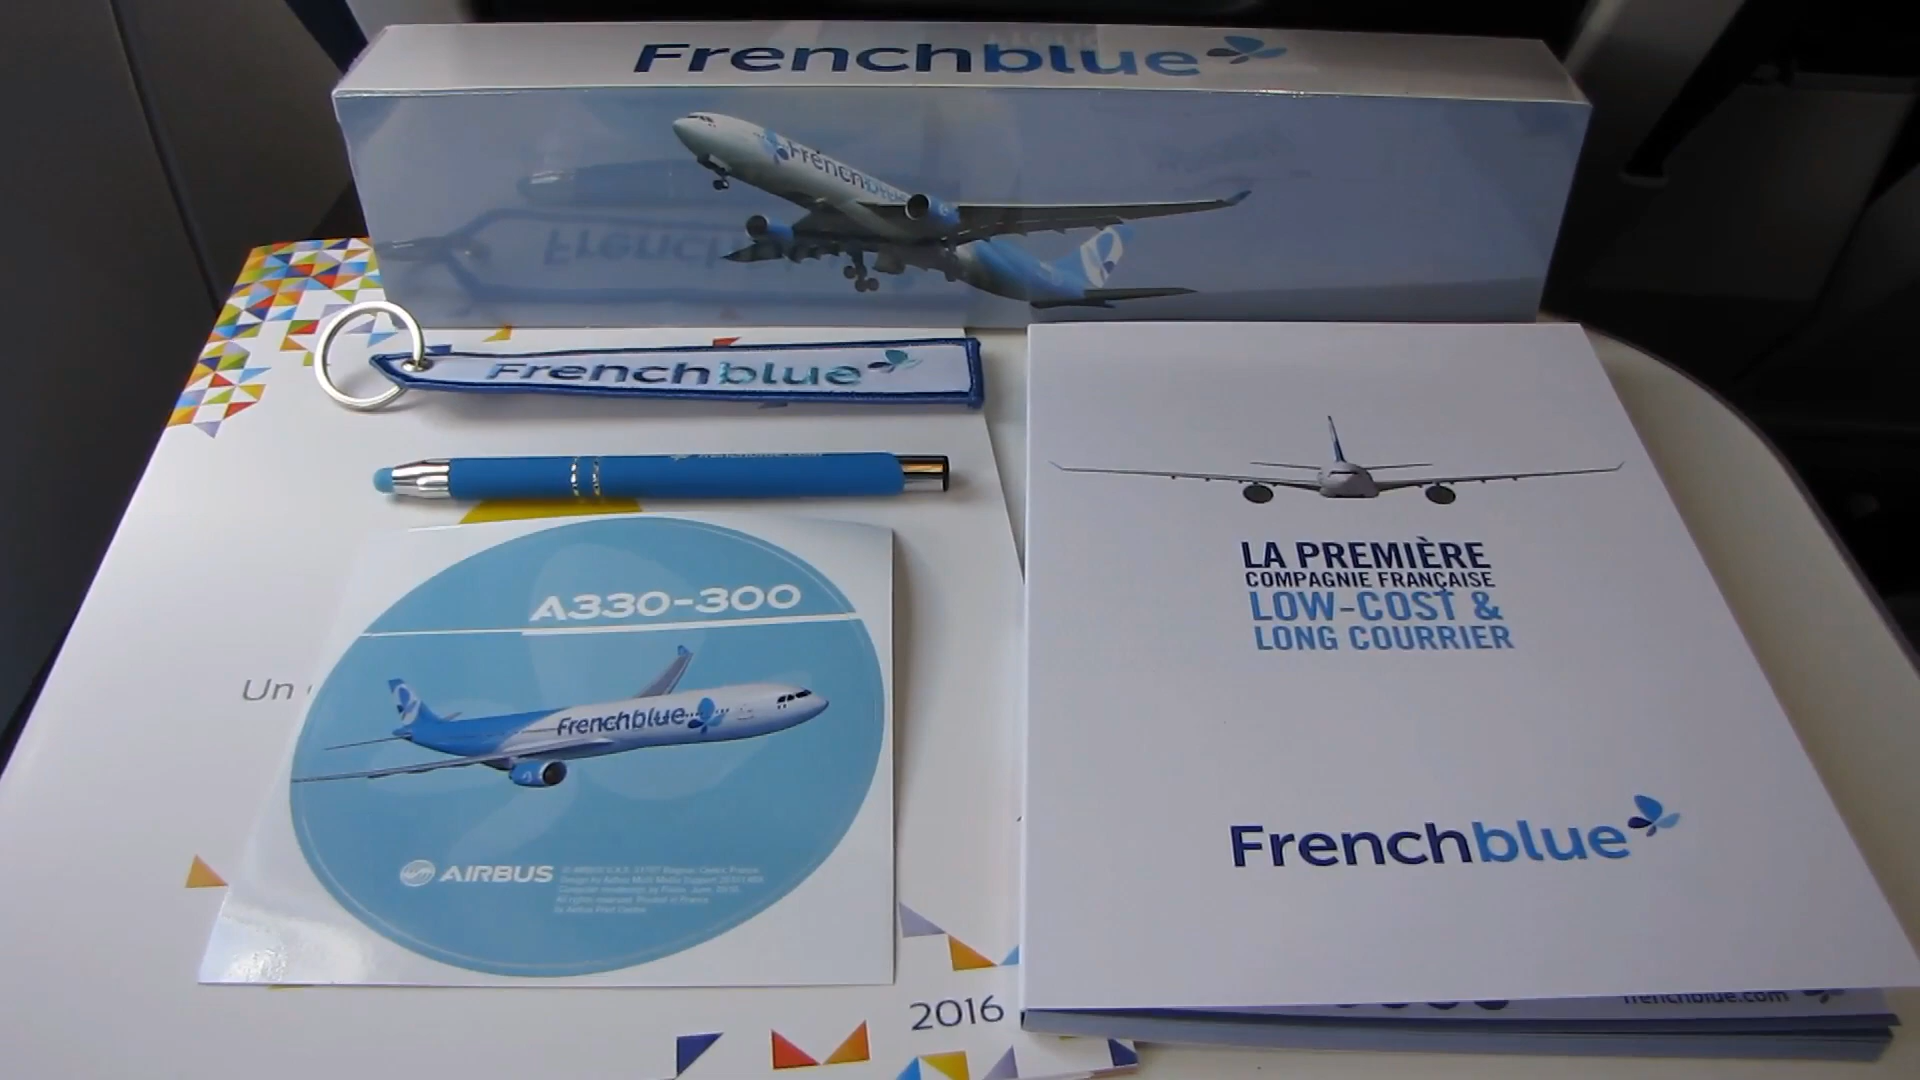 Frenchblue
Frenchblue
Frenchblue
Un
A330-300
Frenchblue
AIRBUS
2016
LA PREMIÈRE
COMPAGNIE FRANÇAISE
LOW-COST &
LONG COURRIER
Frenchblue
frenchblue.com